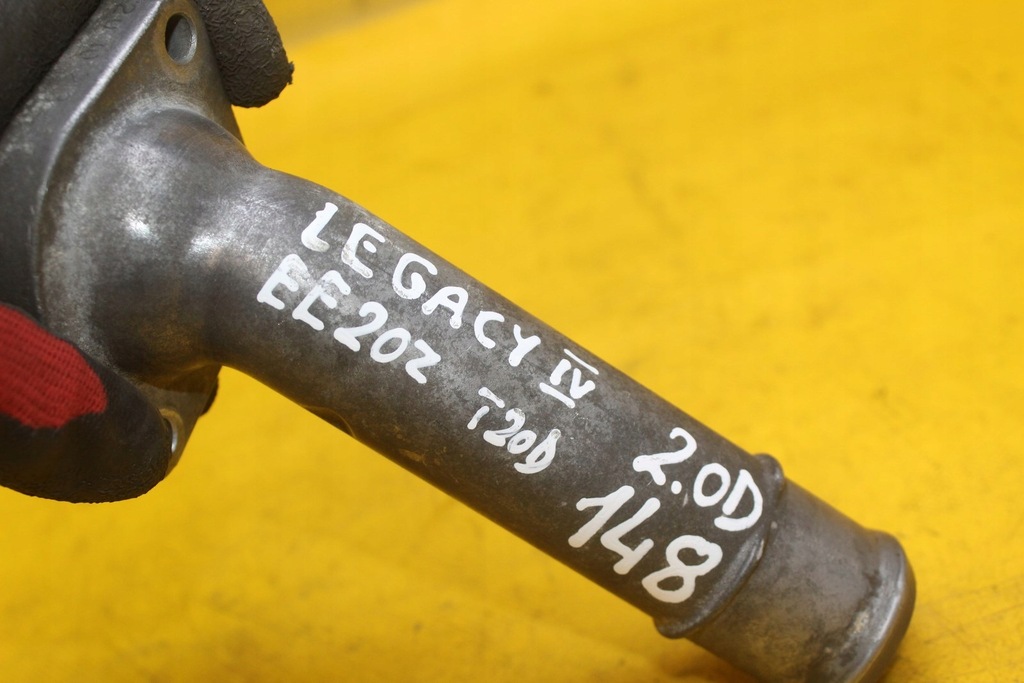 LEGACY IV
EE20Z T20D
2.0D
148